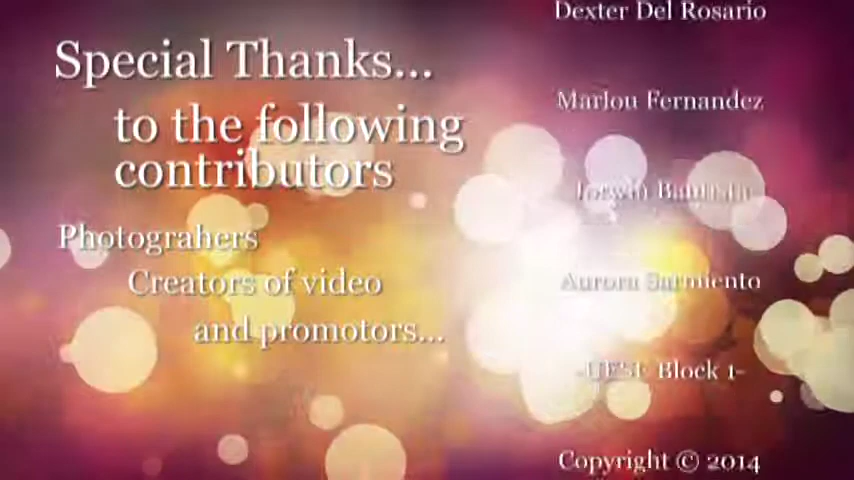 Special Thanks...
to the following
contributors
Photograhers
Creators of video
and promotors...
Dexter Del Rosario
Marlou Fernandez
Bautista
Aurora Sarmiento
Block 1-
Copyright © 2014